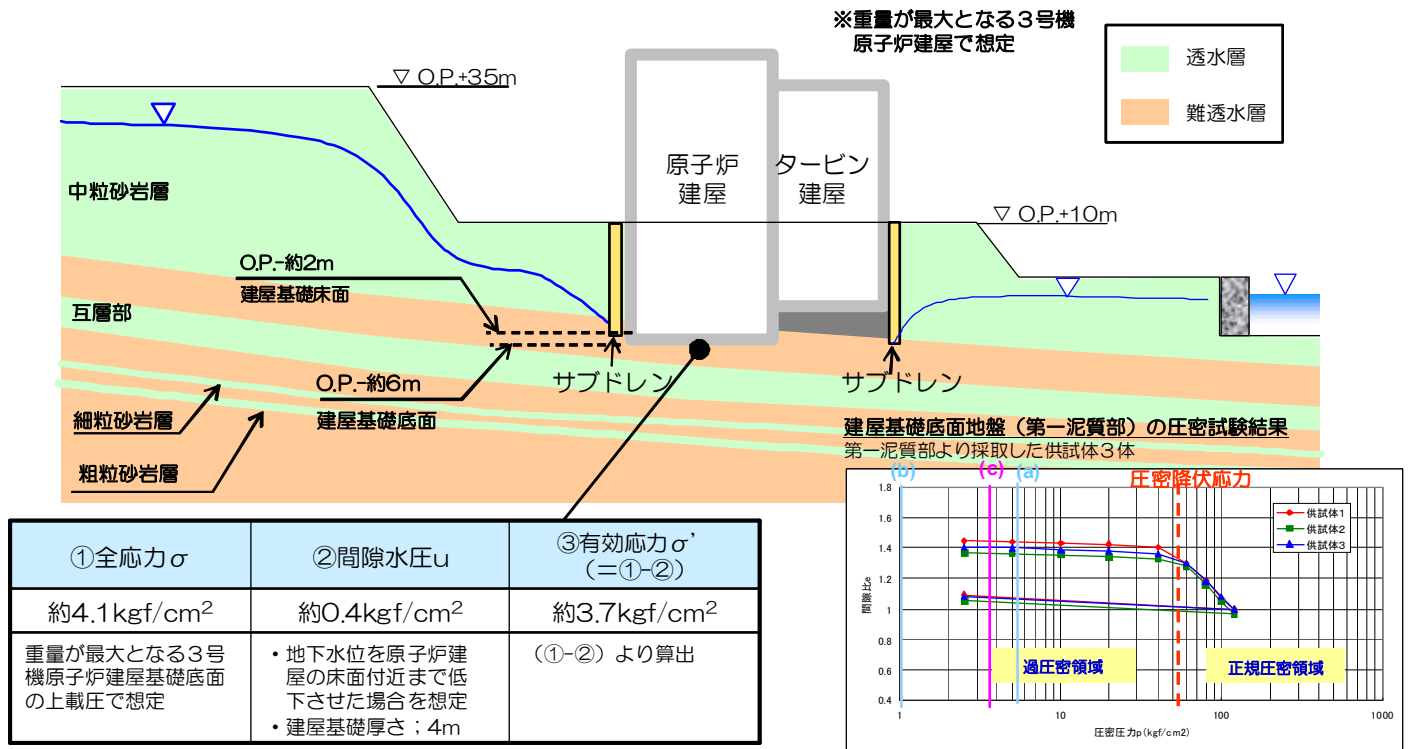 ※重量が最大となる３号機
原子炉建屋で想定
透水層
難透水層
▽ O.P.+35m
中粒砂岩層
原子炉
建屋
タービン
建屋
▽ O.P.+10m
O.P.-約2m
建屋基礎床面
互層部
O.P.-約6m
建屋基礎底面
サブドレン
サブドレン
細粒砂岩層
粗粒砂岩層
建屋基礎底面地盤（第一泥質部）の圧密試験結果
第一泥質部より採取した供試体３体
(b)
(c)
(a)
圧密降伏応力
1.8
1.6
1.4
1.2
1
0.8
0.6
0.4
間隙比e
供試体1
供試体2
供試体3
過圧密領域
正規圧密領域
1
10
100
1000
圧密圧力p(kgf/cm2)
①全応力σ
②間隙水圧u
③有効応力σ’
（＝①-②）
約4.1kgf/cm²
約0.4kgf/cm²
約3.7kgf/cm²
重量が最大となる３号
機原子炉建屋基礎底面
の上載圧で想定
・地下水位を原子炉建
屋の床面付近まで低
下させた場合を想定
・建屋基礎厚さ；4m
（①-②）より算出